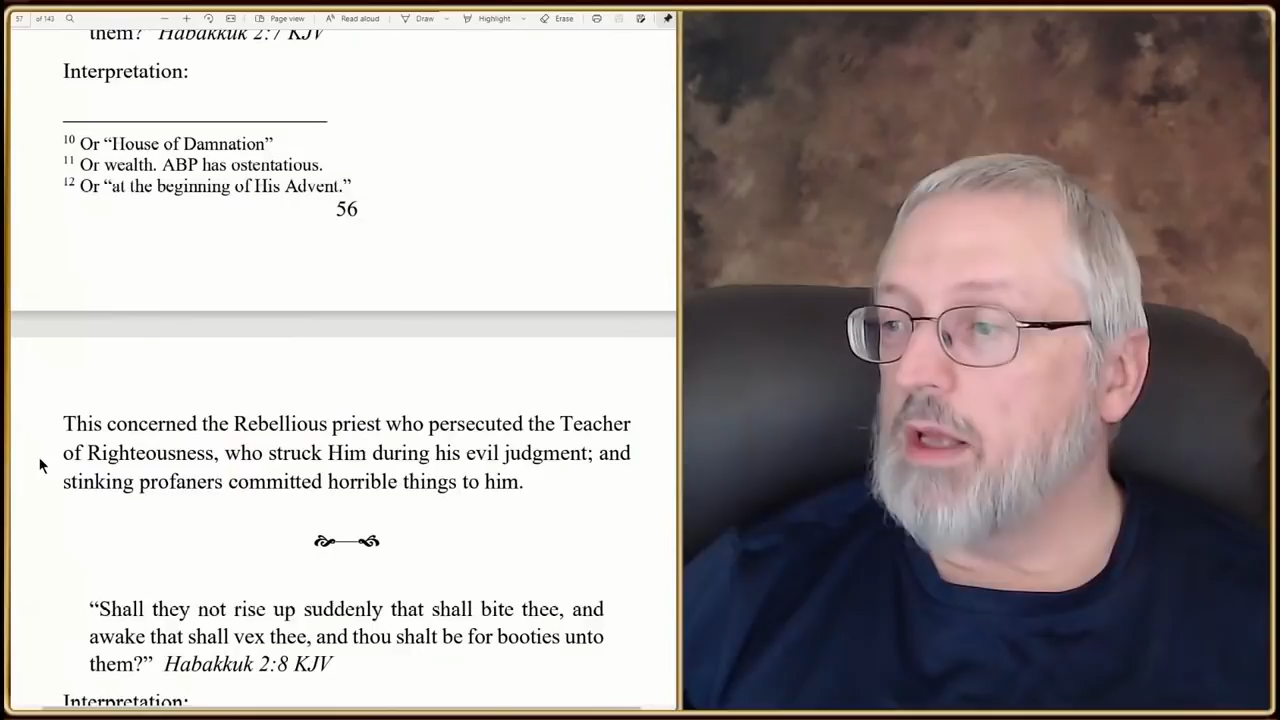 57 of 143 Page view Read aloud Draw Highlight Erase
them? Habakkuk 2:7 KJV
Interpretation:
10 Or “House of Damnation”
11 Or wealth. ABP has ostentatious.
12 Or “at the beginning of His Advent.”
56
This concerned the Rebellious priest who persecuted the Teacher
of Righteousness, who struck Him during his evil judgment; and
stinking profaners committed horrible things to him.
“Shall they not rise up suddenly that shall bite thee, and
awake that shall vex thee, and thou shalt be for booties unto
them?” Habakkuk 2:8 KJV
Interpretation: